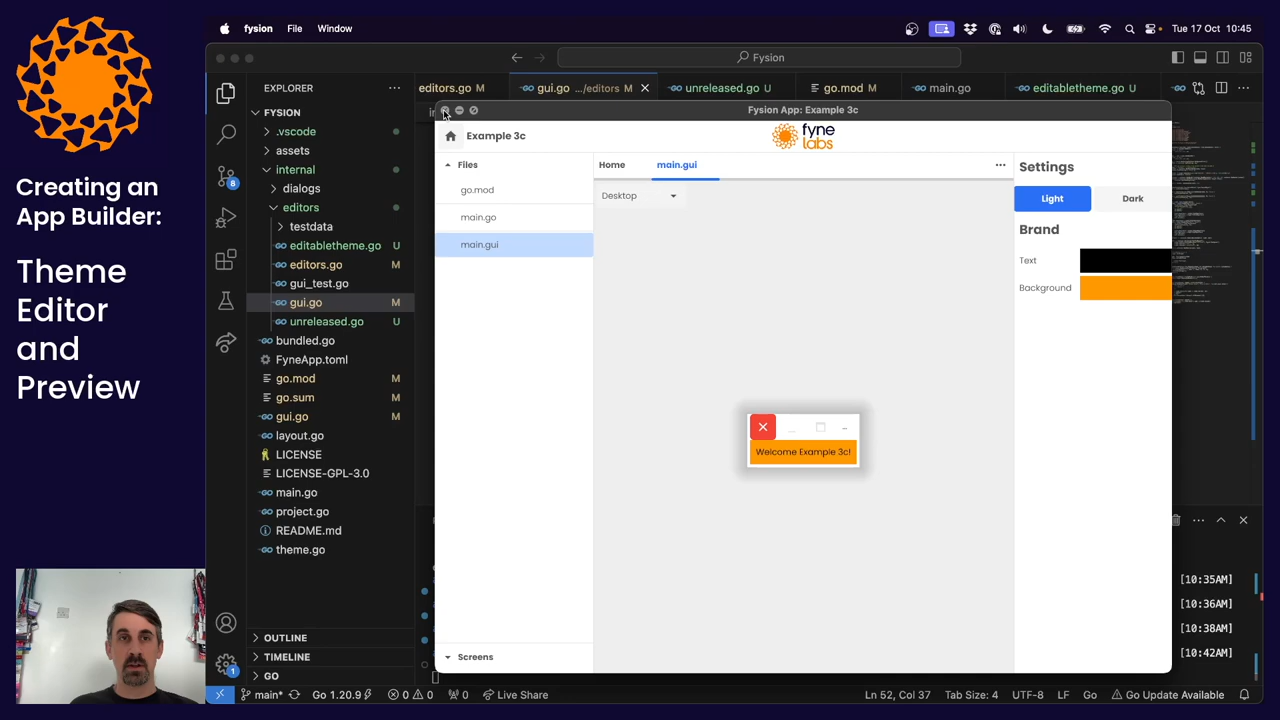 fysion File Window
Tue 17 Oct 10:45
Fysion
Creating an
App Builder:
Theme
Editor
and
Preview
EXPLORER
FYSION
.vscode
assets
internal
dialogs
editors
testdata
editabletheme.go U
editors.go M
gui_test.go
gui.go M
unreleased.go U
bundled.go
FyneApp.toml
go.mod M
go.sum M
gui.go M
layout.go
LICENSE
LICENSE-GPL-3.0
main.go
project.go
README.md
theme.go
OUTLINE
TIMELINE
GO
8
1
editors.go M
gui.go .../editors M
unreleased.go U
go.mod M
main.go
editabletheme.go U
Fysion App: Example 3c
Example 3c
fyne
labs
Files
go.mod
main.go
main.gui
Screens
Home
main.gui
Desktop
Welcome Example 3c!
Settings
Light
Dark
Brand
Text
Background
[10:35AM]
[10:36AM]
[10:38AM]
[10:42AM]
main* Go 1.20.9 0 0 0 Live Share
Ln 52, Col 37 Tab Size: 4 UTF-8 LF Go Go Update Available